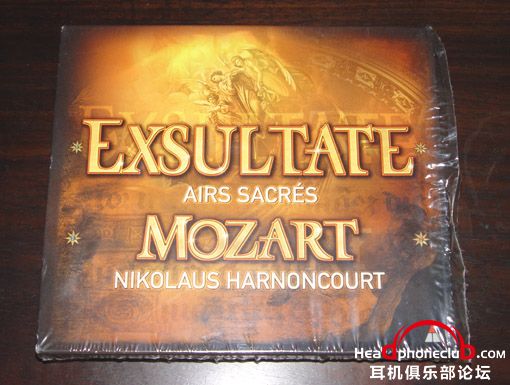 EXSULTATE
AIRS SACRÉS
MOZART
NIKOLAUS HARNONCOURT
Headphoneclub.com
耳机俱乐部论坛